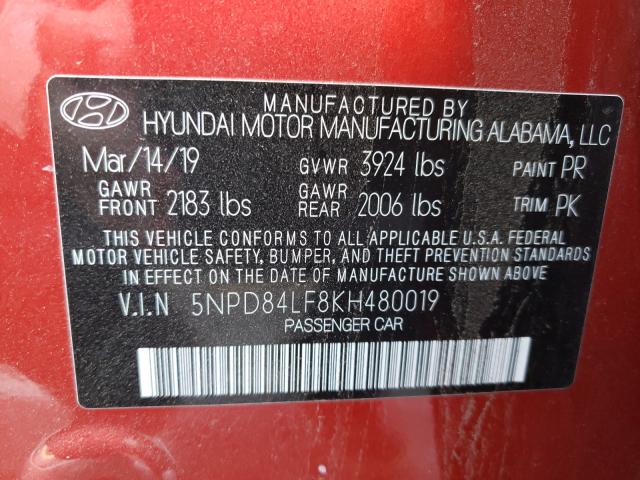 MANUFACTURED BY
HYUNDAI MOTOR MANUFACTURING ALABAMA, LLC
Mar/14/19 GVWR 3924 lbs PAINT PR
GAWR FRONT 2183 lbs GAWR REAR 2006 lbs TRIM PK
THIS VEHICLE CONFORMS TO ALL APPLICABLE U.S.A. FEDERAL
MOTOR VEHICLE SAFETY, BUMPER, AND THEFT PREVENTION STANDARDS
IN EFFECT ON THE DATE OF MANUFACTURE SHOWN ABOVE.
V.I.N 5NPD84LF8KH480019
PASSENGER CAR